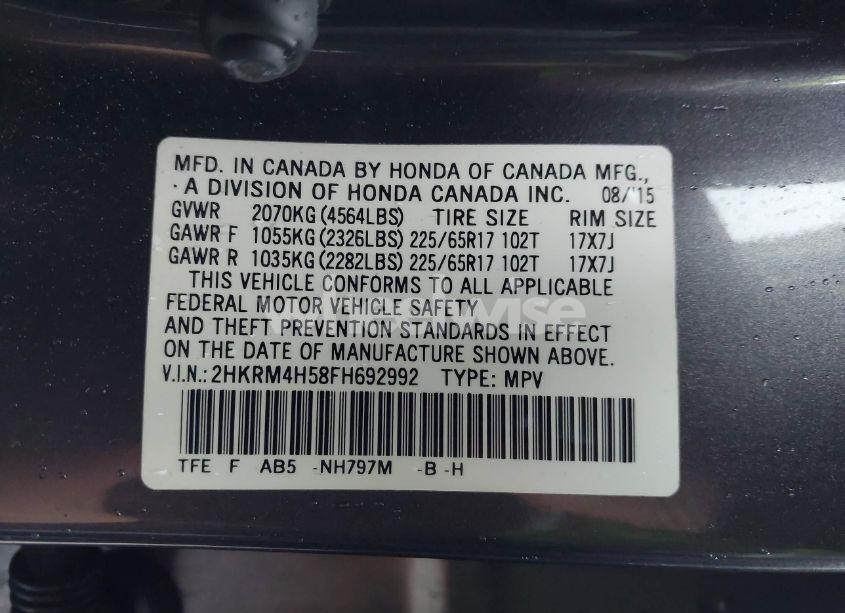 MFD. IN CANADA BY HONDA OF CANADA MFG.,
A DIVISION OF HONDA CANADA INC. 08/15
GVWR 2070KG (4564LBS) TIRE SIZE RIM SIZE
GAWR F 1055KG (2326LBS) 225/65R17 102T 17X7J
GAWR R 1035KG (2282LBS) 225/65R17 102T 17X7J
THIS VEHICLE CONFORMS TO ALL APPLICABLE
FEDERAL MOTOR VEHICLE SAFETY
AND THEFT PREVENTION STANDARDS IN EFFECT
ON THE DATE OF MANUFACTURE SHOWN ABOVE.
V.I.N.: 2HKRM4H58FH692992 TYPE: MPV
TFE F AB5 -NH797M -B -H